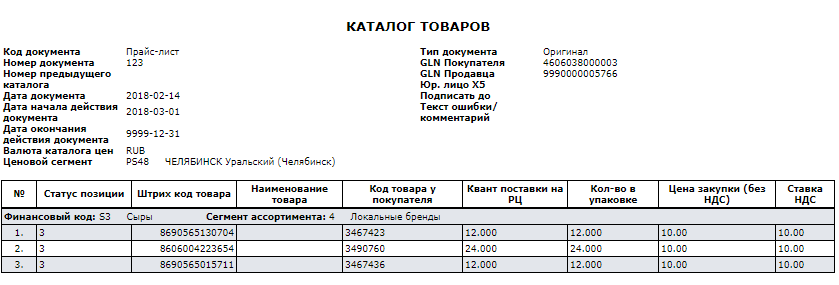 КАТАЛОГ ТОВАРОВ
Код документа Прайс-лист Тип документа Оригинал
Номер документа 123 GLN Покупателя 4606038000003
Номер предыдущего каталога GLN Продавца 9990000005766
Юр. лицо X5
Дата документа 2018-02-14 Подписать до
Дата начала действия документа 2018-03-01 Текст ошибки/комментарий
Дата окончания действия документа 9999-12-31
Валюта каталога цен RUB
Ценовой сегмент PS48 ЧЕЛЯБИНСК Уральский (Челябинск)
№ Статус позиции Штрих код товара Наименование товара Код товара у покупателя Квант поставки на РЦ Кол-во в упаковке Цена закупки (без НДС) Ставка НДС
Финансовый код: S3 Сыры Сегмент ассортимента: 4 Локальные бренды
1. 3 8690565130704 3467423 12.000 12.000 10.00 10.00
2. 3 8606004223654 3490760 24.000 24.000 10.00 10.00
3. 3 8690565015711 3467436 12.000 12.000 10.00 10.00